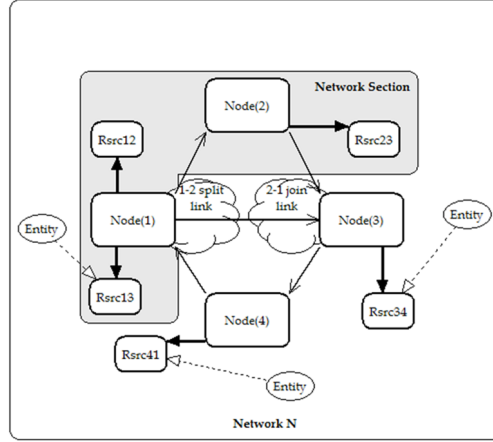 Network Section
Node(2)
Rsrc12
Rsrc23
1-2 split
link
2-1 join
link
Node(1)
Node(3)
Entity
Entity
Rsrc13
Rsrc34
Node(4)
Rsrc41
Entity
Network N